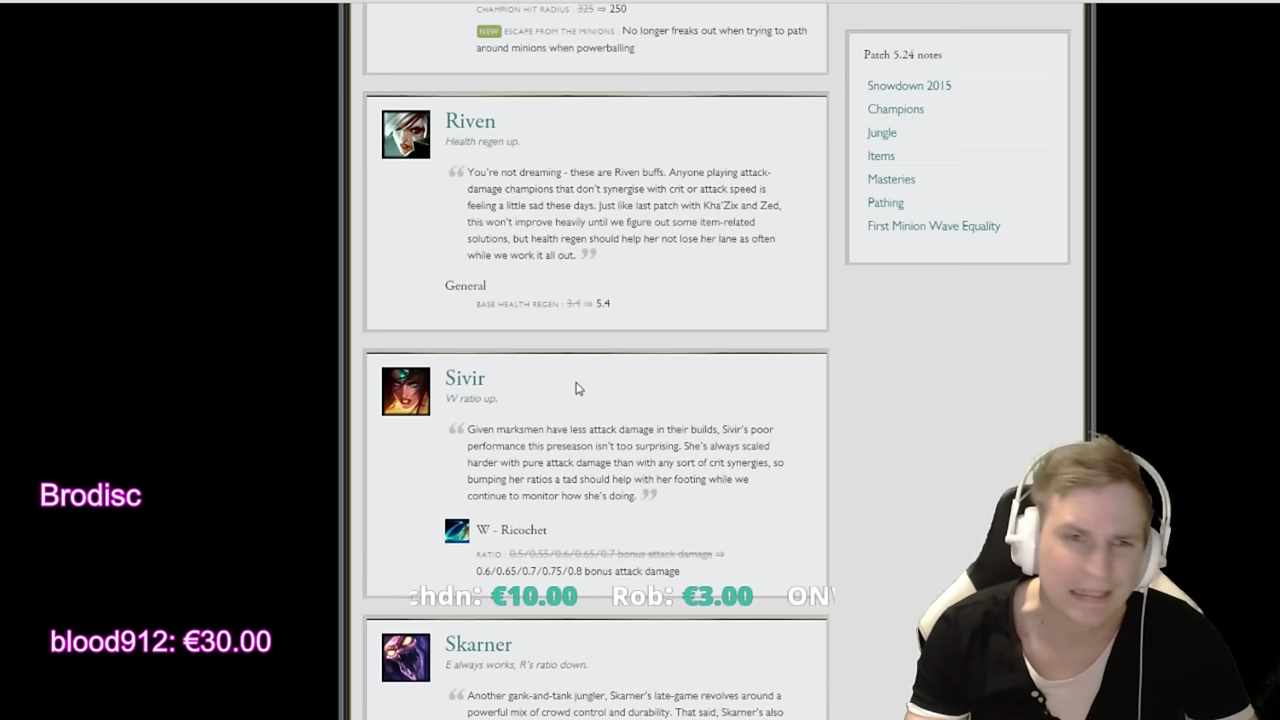 CHAMPION HIT RADIUS : 325 ⇒ 250
NEW ESCAPE FROM THE MINIONS : No longer freaks out when trying to path
around minions when powerballing
Riven
Health regen up.
“ You're not dreaming - these are Riven buffs. Anyone playing attack-
damage champions that don't synergise with crit or attack speed is
feeling a little sad these days. Just like last patch with Kha'Zix and Zed,
this won't improve heavily until we figure out some item-related
solutions, but health regen should help her not lose her lane as often
while we work it all out. ”
General
BASE HEALTH REGEN : 3.4 ⇒ 5.4
Sivir
W ratio up.
“ Given marksmen have less attack damage in their builds, Sivir's poor
performance this preseason isn't too surprising. She's always scaled
harder with pure attack damage than with any sort of crit synergies, so
bumping her ratios a tad should help with her footing while we
continue to monitor how she's doing. ”
W - Ricochet
RATIO : 0.5/0.55/0.6/0.65/0.7 bonus attack damage ⇒
0.6/0.65/0.7/0.75/0.8 bonus attack damage
Skarner
E always works, R's ratio down.
“ Another gank-and-tank jungler, Skarner's late-game revolves around a
powerful mix of crowd control and durability. That said, Skarner's also
Patch 5.24 notes
Snowdown 2015
Champions
Jungle
Items
Masteries
Pathing
First Minion Wave Equality
Brodisc
chdn: €10.00 Rob: €3.00
blood912: €30.00